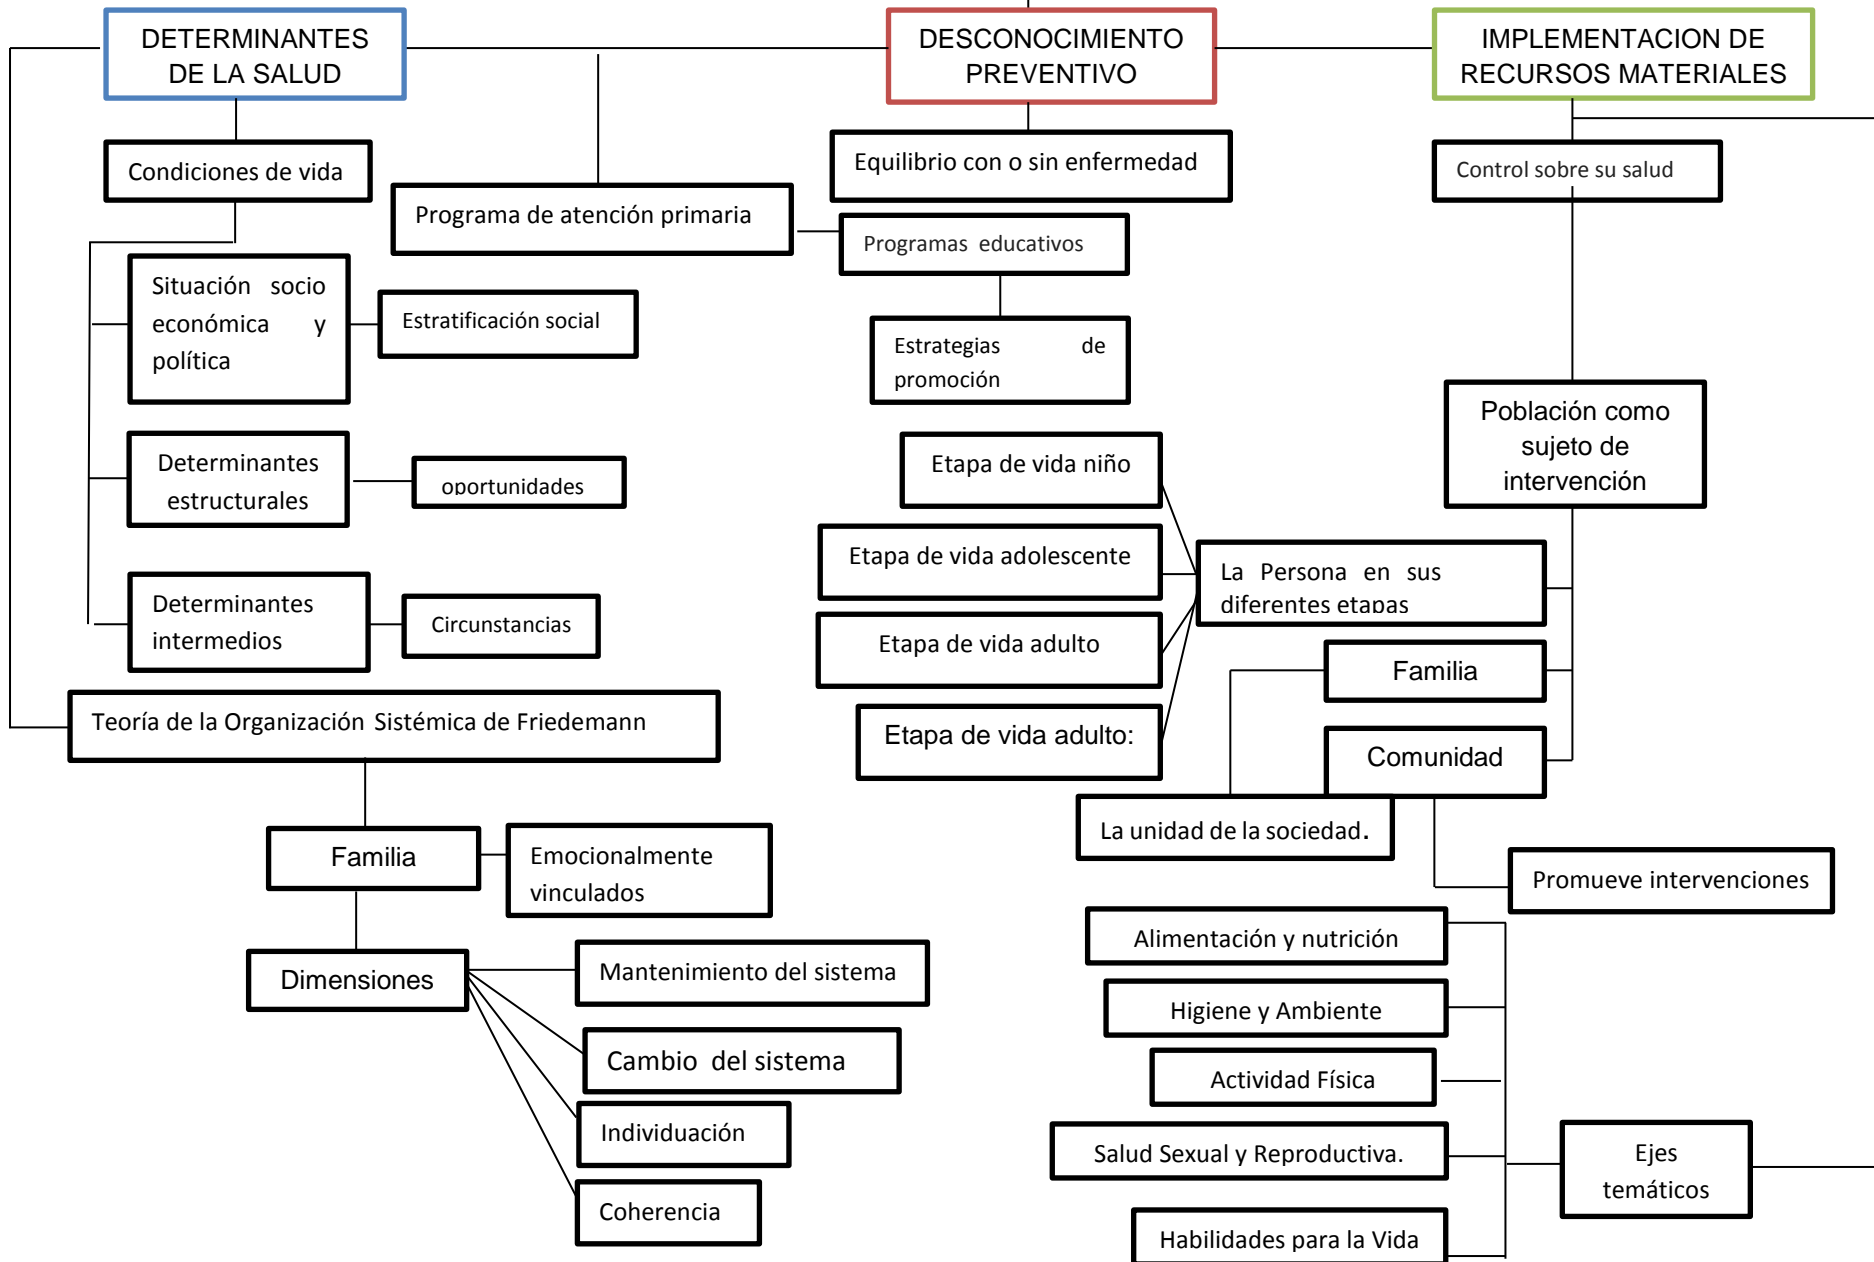 DETERMINANTES
DE LA SALUD
DESCONOCIMIENTO
PREVENTIVO
IMPLEMENTACION DE
RECURSOS MATERIALES
Condiciones de vida
Equilibrio con o sin enfermedad
Control sobre su salud
Programa de atención primaria
Programas educativos
Situación socio
económica y
política
Estratificación social
Estrategias de
promoción
Población como
sujeto de
intervención
Determinantes
estructurales
oportunidades
Etapa de vida niño
Etapa de vida adolescente
La Persona en sus
diferentes etapas
Determinantes
intermedios
Circunstancias
Etapa de vida adulto
Familia
Teoría de la Organización Sistémica de Friedemann
Etapa de vida adulto:
Comunidad
La unidad de la sociedad.
Familia
Emocionalmente
vinculados
Promueve intervenciones
Dimensiones
Mantenimiento del sistema
Cambio del sistema
Individuación
Coherencia
Alimentación y nutrición
Higiene y Ambiente
Actividad Física
Salud Sexual y Reproductiva.
Habilidades para la Vida
Ejes
temáticos